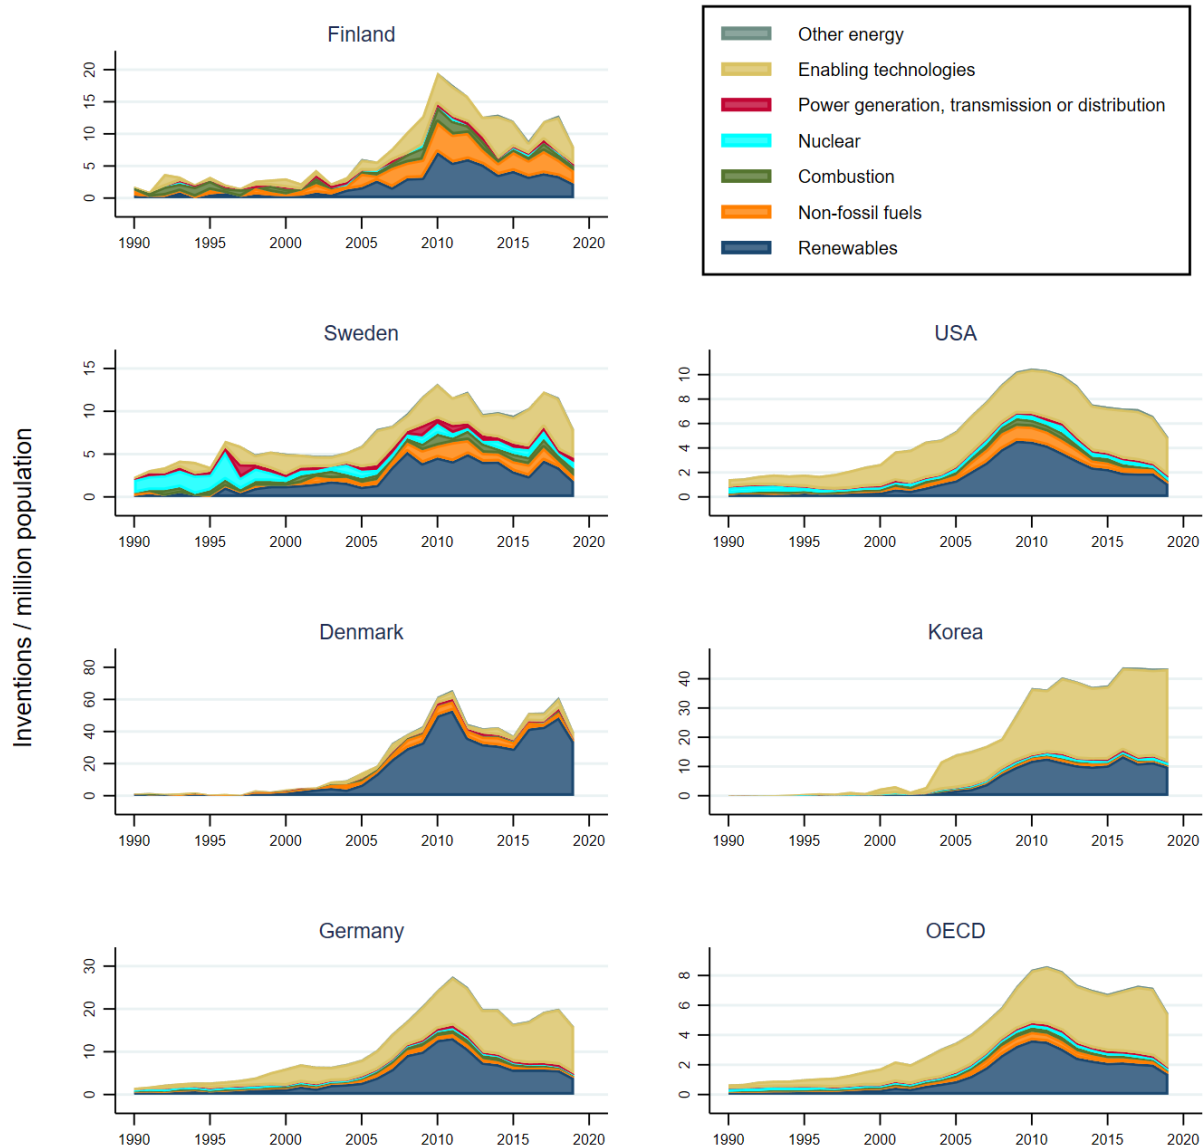 Finland
20
15
10
5
0
1990 1995 2000 2005 2010 2015 2020
Other energy
Enabling technologies
Power generation, transmission or distribution
Nuclear
Combustion
Non-fossil fuels
Renewables
Inventions / million population
Sweden
15
10
5
0
1990 1995 2000 2005 2010 2015 2020
USA
10
8
6
4
2
0
1990 1995 2000 2005 2010 2015 2020
Denmark
80
60
40
20
0
1990 1995 2000 2005 2010 2015 2020
Korea
40
30
20
10
0
1990 1995 2000 2005 2010 2015 2020
Germany
30
20
10
0
1990 1995 2000 2005 2010 2015 2020
OECD
8
6
4
2
0
1990 1995 2000 2005 2010 2015 2020